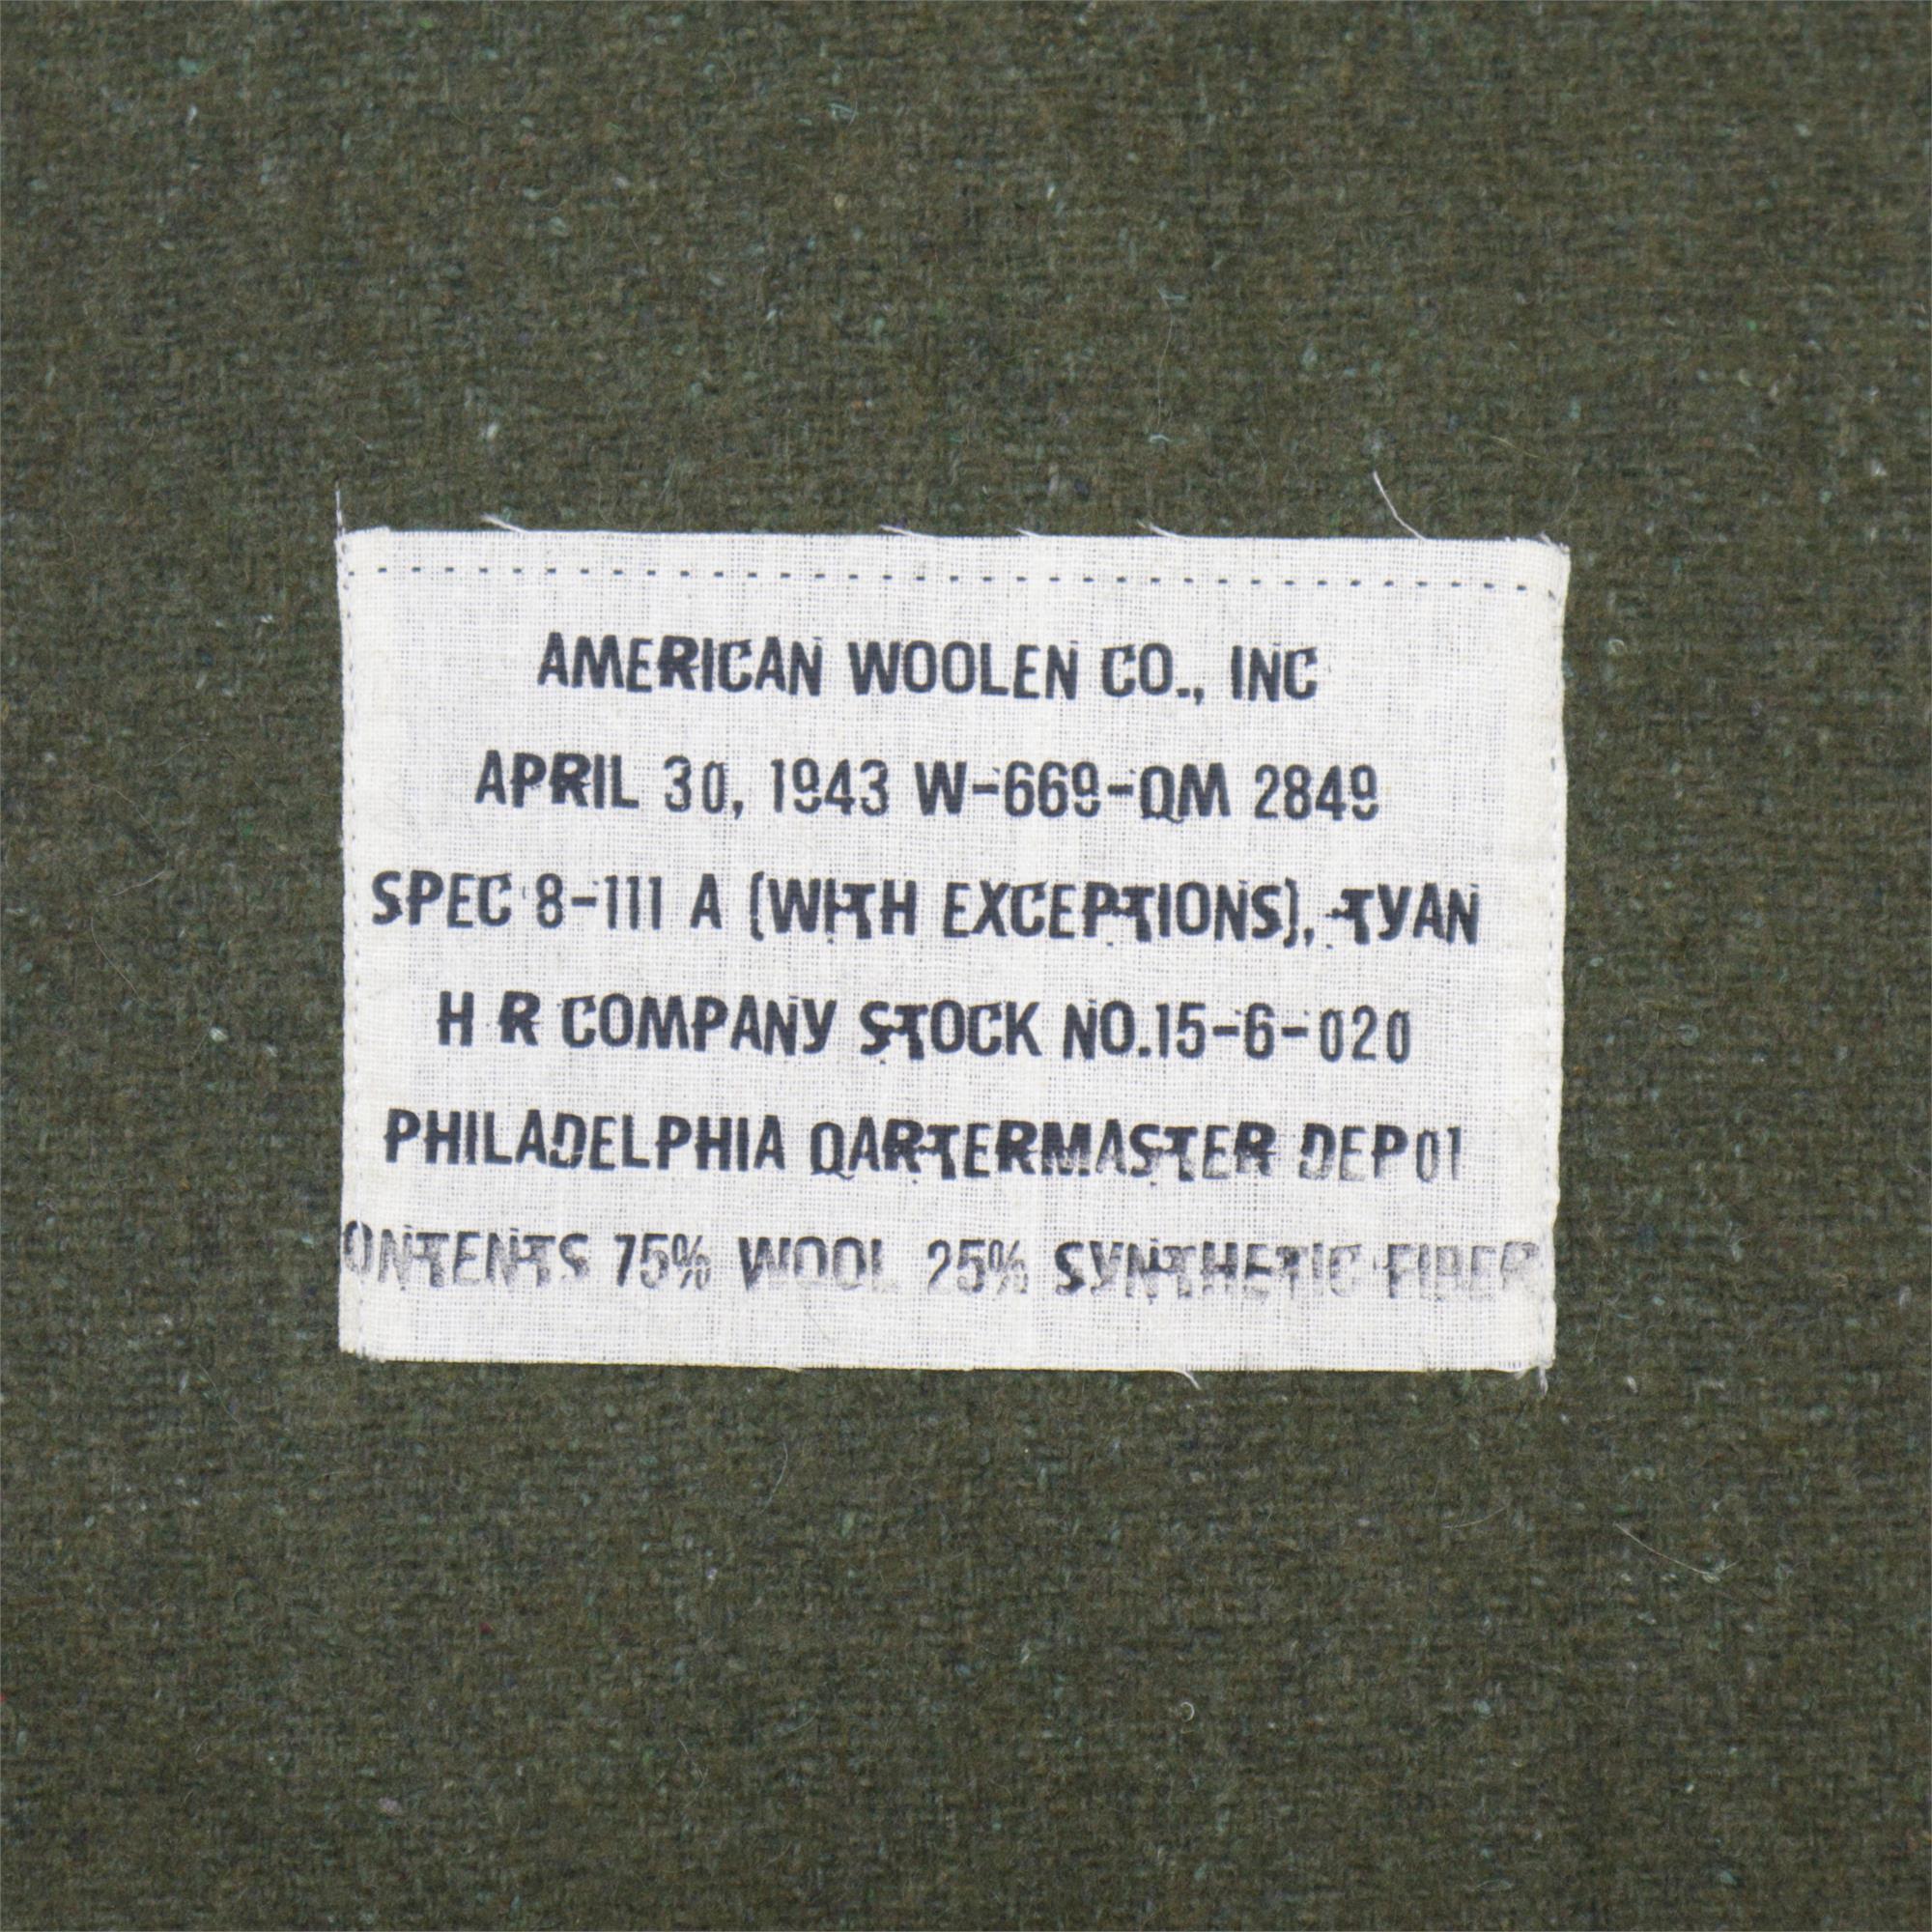 AMERICAN WOOLEN CO., INC
APRIL 30, 1943 W-669-QM 2849
SPEC 8-111 A (WITH EXCEPTIONS), TYAN
H R COMPANY STOCK NO.15-6-020
PHILADELPHIA QARTERMASTER DEPOT
ONTENTS 75% WOOL 25% SYNTHETIC FIBER